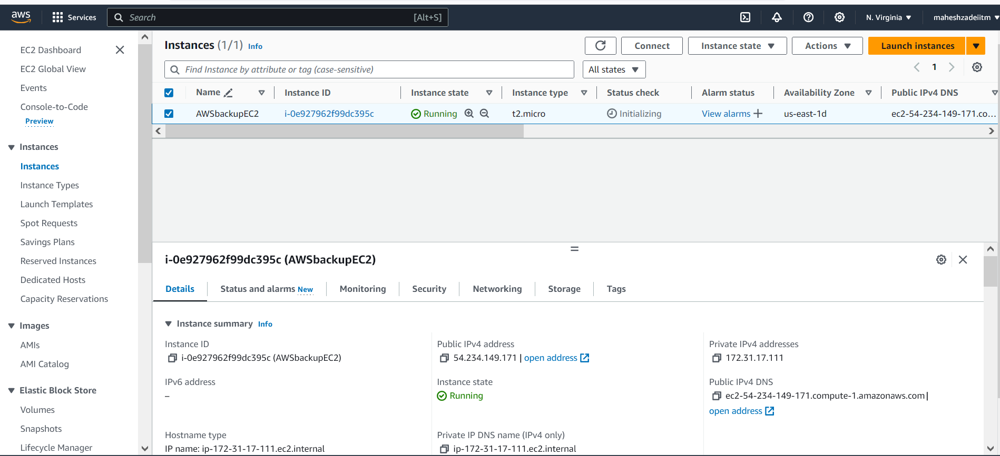 aws
Services
Search [Alt+S]
N. Virginia
maheshzadeiitm
EC2 Dashboard
EC2 Global View
Events
Console-to-Code
Preview
Instances
Instances
Instance Types
Launch Templates
Spot Requests
Savings Plans
Reserved Instances
Dedicated Hosts
Capacity Reservations
Images
AMIs
AMI Catalog
Elastic Block Store
Volumes
Snapshots
Lifecycle Manager
Instances (1/1) Info
Connect
Instance state
Actions
Launch instances
Find Instance by attribute or tag (case-sensitive)
All states
1
Name Instance ID Instance state Instance type Status check Alarm status Availability Zone Public IPv4 DNS
AWSbackupEC2 i-0e927962f99dc395c Running t2.micro Initializing View alarms + us-east-1d ec2-54-234-149-171.co...
i-0e927962f99dc395c (AWSbackupEC2)
Details Status and alarms New Monitoring Security Networking Storage Tags
Instance summary Info
Instance ID
i-0e927962f99dc395c (AWSbackupEC2)
Public IPv4 address
54.234.149.171 | open address
Private IPv4 addresses
172.31.17.111
IPv6 address
–
Instance state
Running
Public IPv4 DNS
ec2-54-234-149-171.compute-1.amazonaws.com |
open address
Hostname type
IP name: ip-172-31-17-111.ec2.internal
Private IP DNS name (IPv4 only)
ip-172-31-17-111.ec2.internal